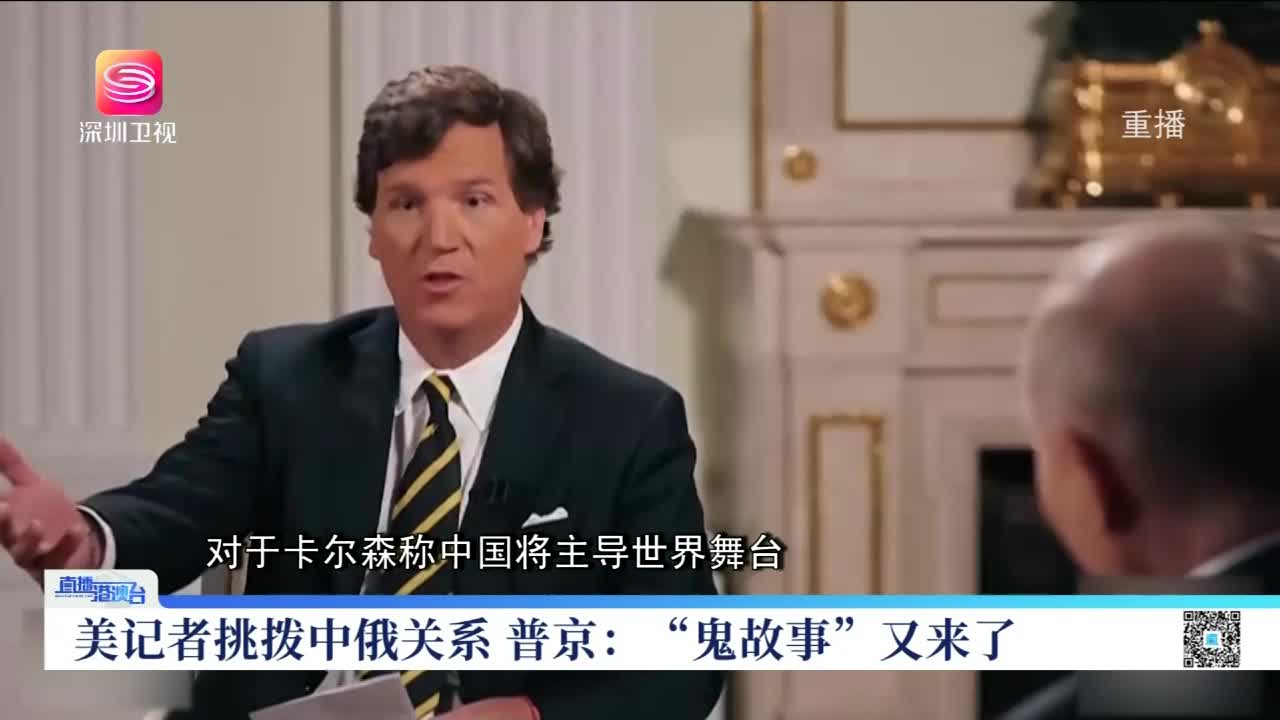 深圳卫视
重播
对于卡尔森称中国将主导世界舞台
直播港澳台
美记者挑拨中俄关系 普京：“鬼故事”又来了